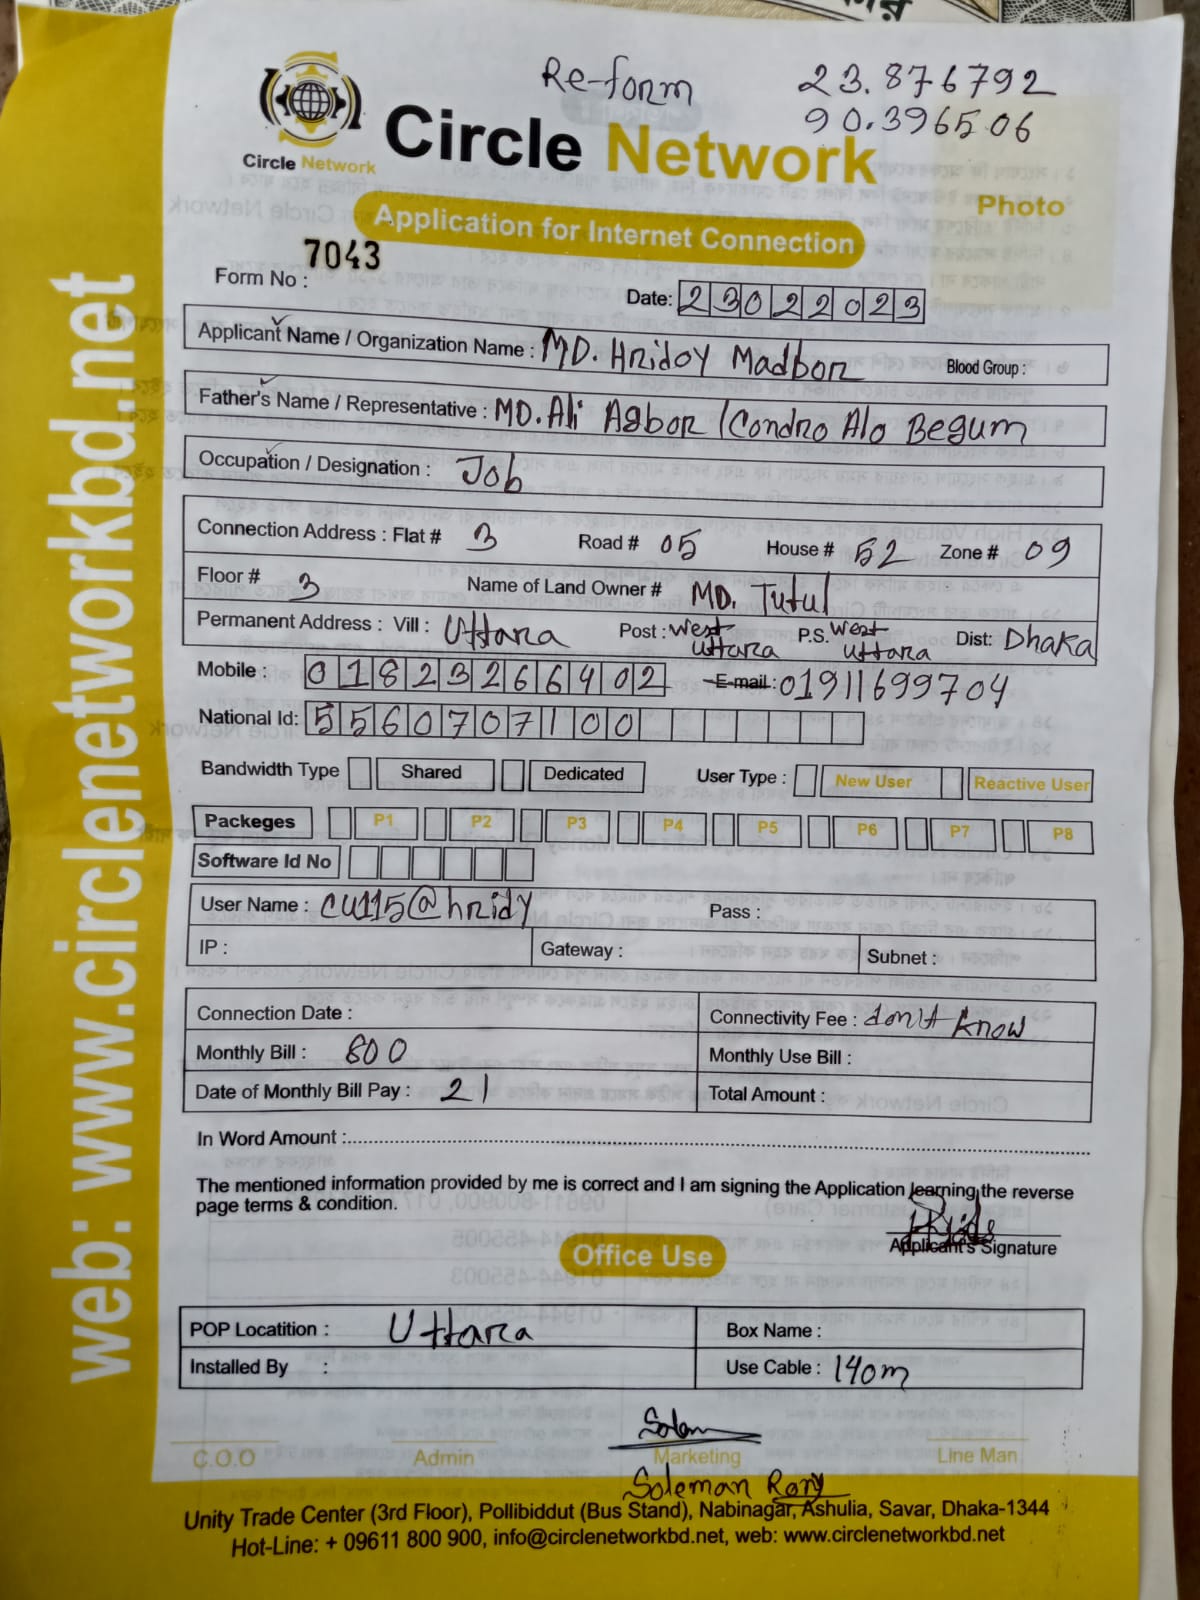 কার
Re-form
23.876792
90.396506
Circle Network
Circle Network
Photo
Application for Internet Connection
Form No : 7043
Date: 23022023
Applicant Name / Organization Name : MD. Hridoy Madbor Blood Group :
Father's Name / Representative : MD. Ali Agbor / Condro Alo Begum
Occupation / Designation : Job
Connection Address : Flat # 3 Road # 05 House # 52 Zone # 09
Floor # 3 Name of Land Owner # MD. Tutul
Permanent Address : Vill : Uttara Post : West Uttara P.S. West Uttara Dist: Dhaka
Mobile : 01823266402 E-mail : 01911699704
National Id: 5560707100
Bandwidth Type Shared Dedicated User Type : New User Reactive User
Packeges P1 P2 P3 P4 P5 P6 P7 P8
Software Id No
User Name : cu115@hridy Pass :
IP : Gateway : Subnet :
Connection Date : Connectivity Fee : don't know
Monthly Bill : 800 Monthly Use Bill :
Date of Monthly Bill Pay : 21 Total Amount :
In Word Amount :
The mentioned information provided by me is correct and I am signing the Application learning the reverse
page terms & condition.
Applicant's Signature
Office Use
POP Locatition : Uttara Box Name :
Installed By : Use Cable : 140m
C.O.O Admin Marketing Line Man
Soleman Rony
Unity Trade Center (3rd Floor), Pollibiddut (Bus Stand), Nabinagar, Ashulia, Savar, Dhaka-1344
Hot-Line: + 09611 800 900, info@circlenetworkbd.net, web: www.circlenetworkbd.net
web: www.circlenetworkbd.net